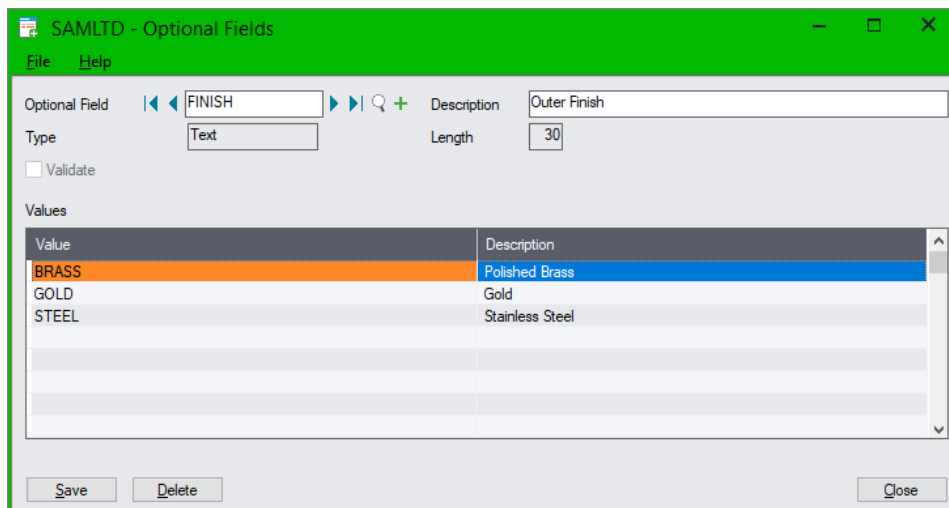 SAMLTD - Optional Fields
File Help
Optional Field FINISH Description Outer Finish
Type Text Length 30
Validate
Values
Value Description
BRASS Polished Brass
GOLD Gold
STEEL Stainless Steel
Save Delete Close